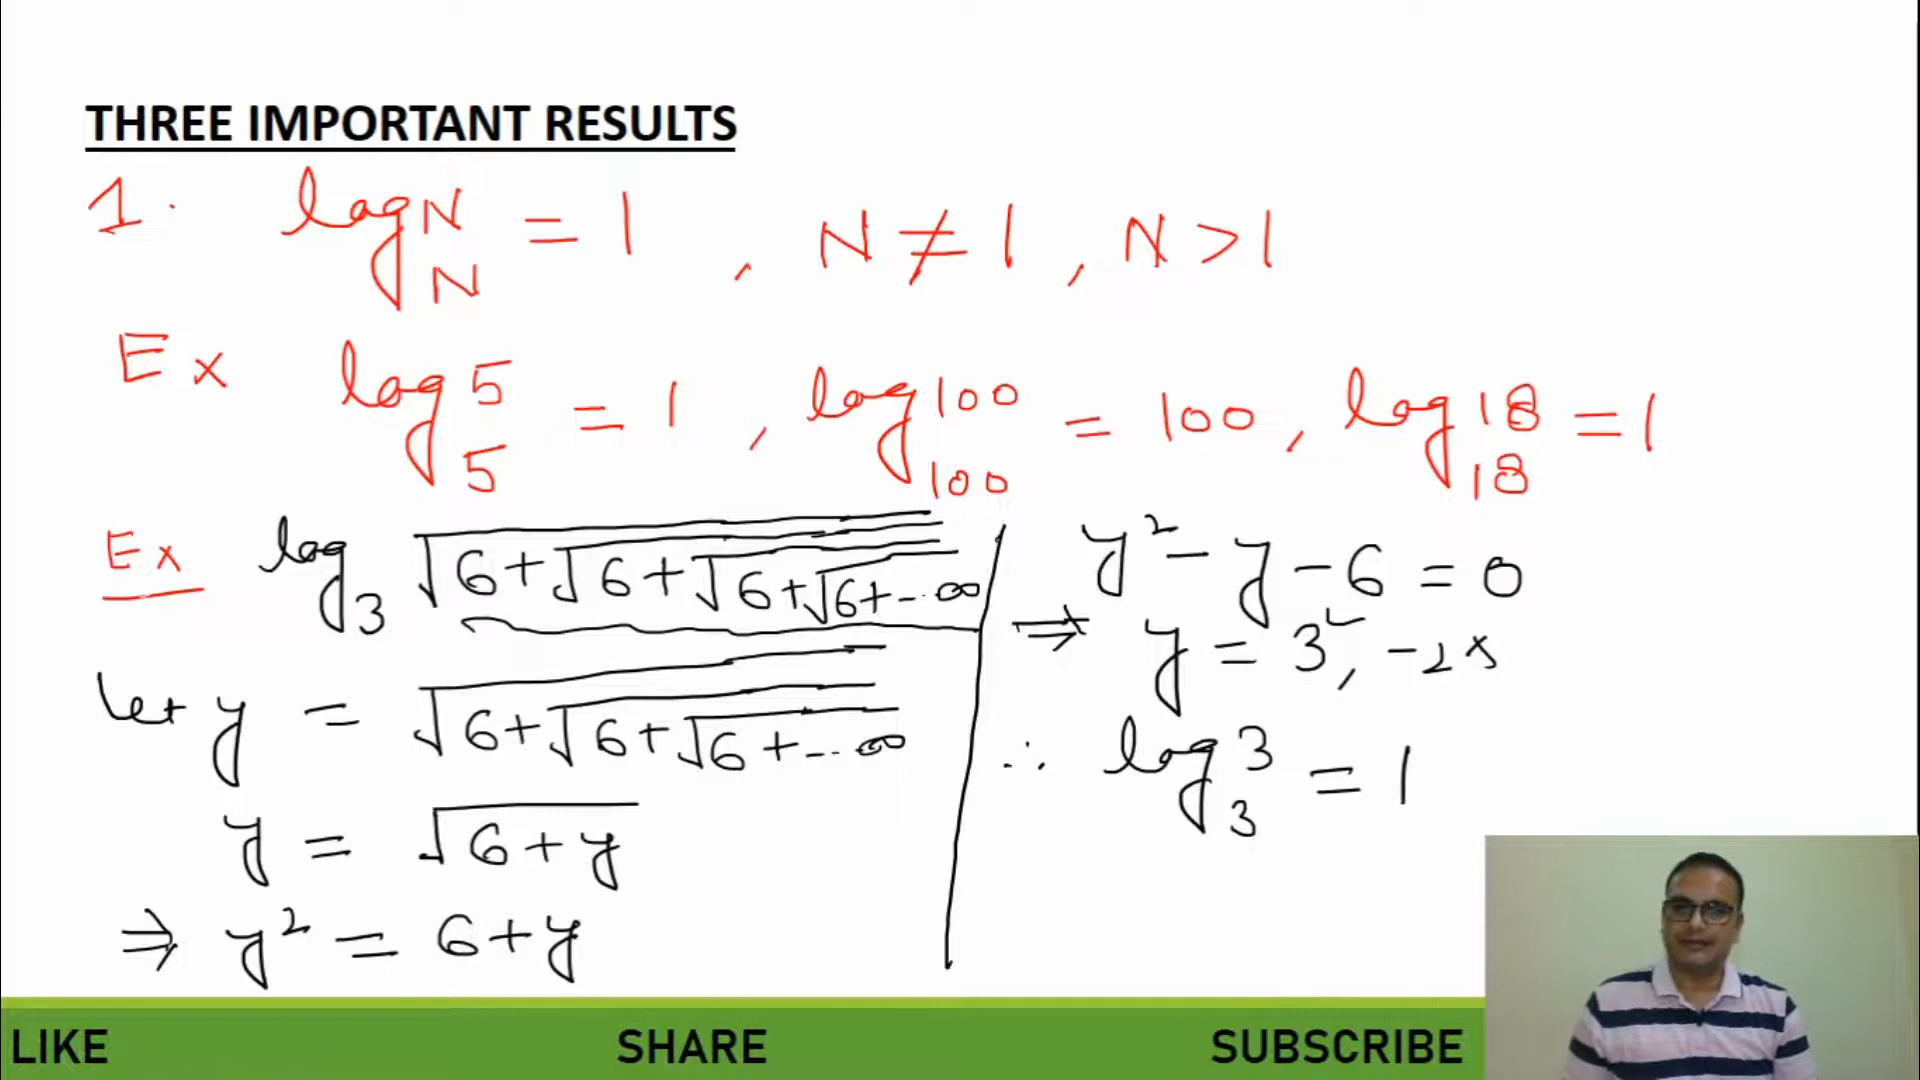 THREE IMPORTANT RESULTS
1. log_N N = 1 , N ≠ 1 , N > 1
Ex log_5 5 = 1 , log_100 100 = 100 , log_18 18 = 1
Ex log_3 √6+√6+√6+√6+...∞
let y = √6+√6+√6+...∞
y = √6+y
⇒ y² = 6+y
y² - y - 6 = 0
⇒ y = 3✓, -2×
∴ log_3 3 = 1
LIKE SHARE SUBSCRIBE